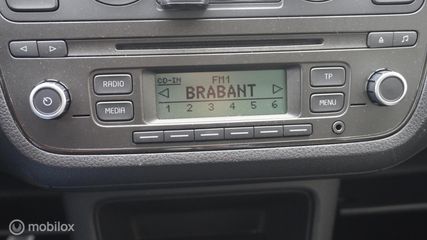 RADIO
CD-IN FM1
TP
BRABANT
MEDIA
MENU
1 2 3 4 5 6
mobilox